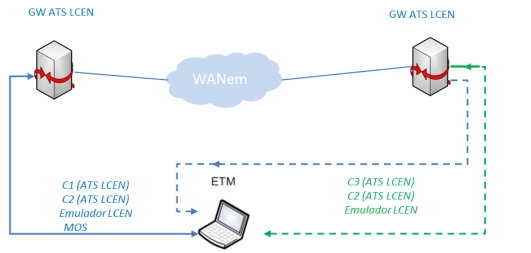 GW ATS LCEN
GW ATS LCEN
WANem
ETM
C1 (ATS LCEN)
C2 (ATS LCEN)
Emulador LCEN
MOS
C3 (ATS LCEN)
C2 (ATS LCEN)
Emulador LCEN